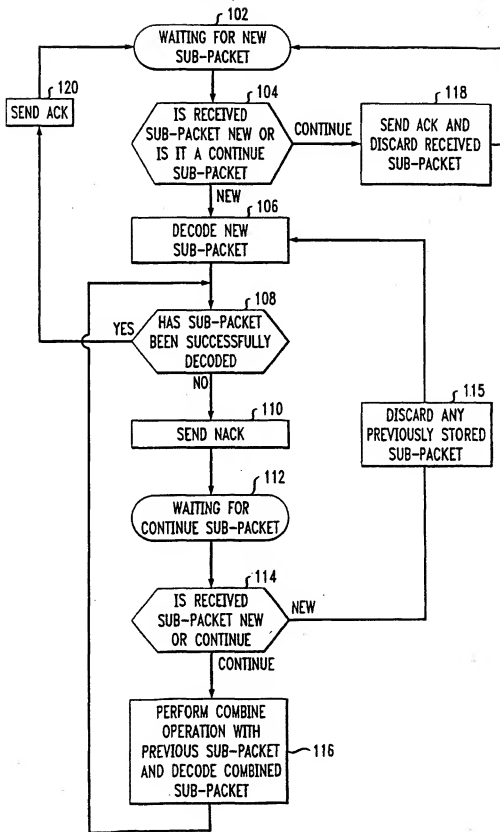 102
WAITING FOR NEW
SUB-PACKET
120
SEND ACK
104
IS RECEIVED
SUB-PACKET NEW OR
IS IT A CONTINUE
SUB-PACKET
CONTINUE
118
SEND ACK AND
DISCARD RECEIVED
SUB-PACKET
NEW
106
DECODE NEW
SUB-PACKET
108
YES
HAS SUB-PACKET
BEEN SUCCESSFULLY
DECODED
NO
110
SEND NACK
115
DISCARD ANY
PREVIOUSLY STORED
SUB-PACKET
112
WAITING FOR
CONTINUE SUB-PACKET
114
IS RECEIVED
SUB-PACKET NEW
OR CONTINUE
NEW
CONTINUE
PERFORM COMBINE
OPERATION WITH
PREVIOUS SUB-PACKET
AND DECODE COMBINED
SUB-PACKET
116